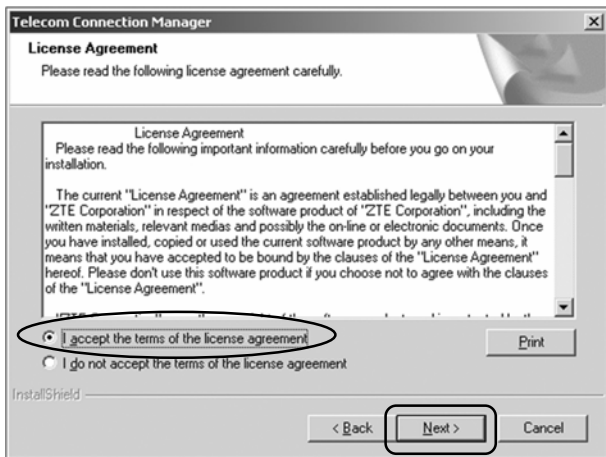 Telecom Connection Manager
License Agreement
Please read the following license agreement carefully.
License Agreement
Please read the following important information carefully before you go on your
installation.
The current "License Agreement" is an agreement established legally between you and
"ZTE Corporation" in respect of the software product of "ZTE Corporation", including the
written materials, relevant medias and possibly the on-line or electronic documents. Once
you have installed, copied or used the current software product by any other means, it
means that you have accepted to be bound by the clauses of the "License Agreement"
hereof. Please don't use this software product if you choose not to agree with the clauses
of the "License Agreement".
I accept the terms of the license agreement
Print
I do not accept the terms of the license agreement
InstallShield
< Back
Next >
Cancel